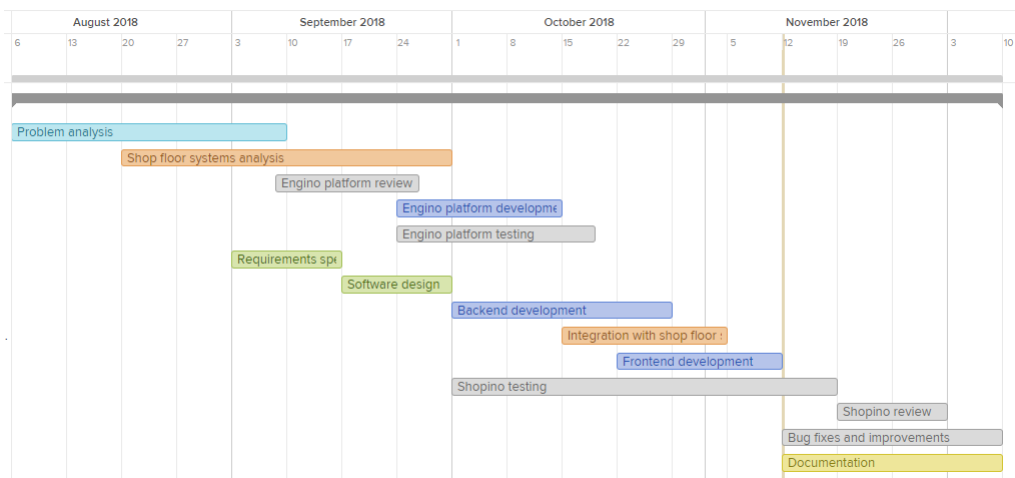 August 2018 September 2018 October 2018 November 2018
6 13 20 27 3 10 17 24 1 8 15 22 29 5 12 19 26 3 10
Problem analysis
Shop floor systems analysis
Engino platform review
Engino platform developme
Engino platform testing
Requirements spe
Software design
Backend development
Integration with shop floor
Frontend development
Shopino testing
Shopino review
Bug fixes and improvements
Documentation